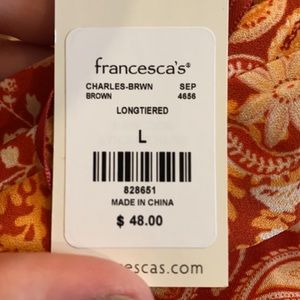 francesca's®
CHARLES-BRWN SEP
BROWN 4656
LONGTIERED
L
828651
MADE IN CHINA
$ 48.00
escas.com